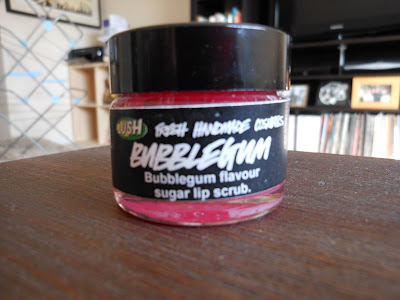 LUSH FRESH HANDMADE COSMETICS
BUBBLEGUM
Bubblegum flavour
sugar lip scrub.